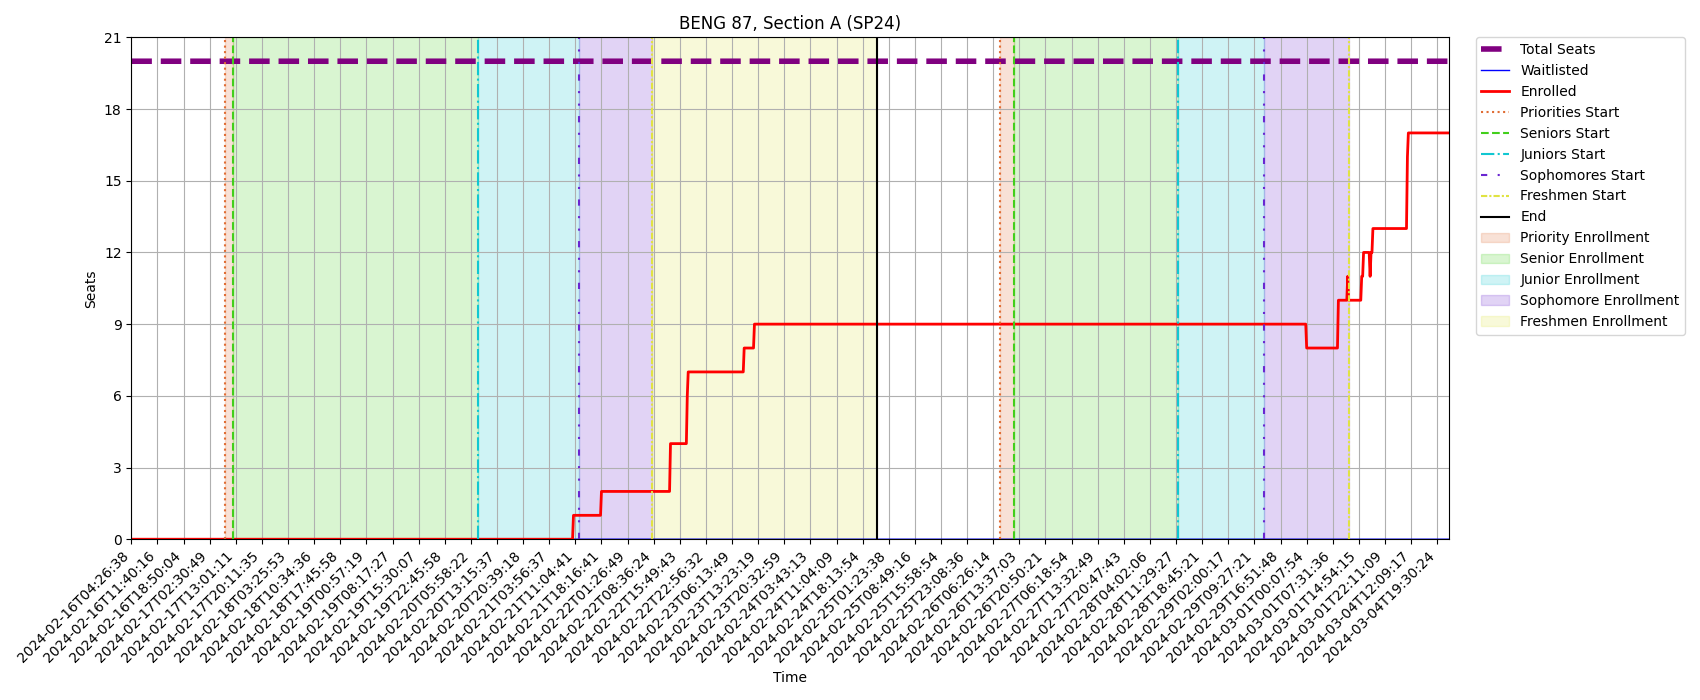 BENG 87, Section A (SP24)
21
18
15
12
9
6
3
0
Seats
2024-02-16T04:26:38
2024-02-16T11:40:16
2024-02-16T18:50:04
2024-02-17T02:30:49
2024-02-17T13:01:11
2024-02-17T20:11:35
2024-02-18T03:25:53
2024-02-18T10:34:36
2024-02-18T17:45:58
2024-02-19T00:57:19
2024-02-19T08:17:27
2024-02-19T15:30:07
2024-02-19T22:45:58
2024-02-20T05:58:22
2024-02-20T13:15:37
2024-02-20T20:39:18
2024-02-21T03:56:37
2024-02-21T11:04:41
2024-02-21T18:16:41
2024-02-22T01:26:49
2024-02-22T08:36:24
2024-02-22T15:49:43
2024-02-22T22:56:32
2024-02-23T06:13:49
2024-02-23T13:23:19
2024-02-23T20:32:59
2024-02-24T03:43:13
2024-02-24T11:04:09
2024-02-24T18:13:54
2024-02-25T01:23:38
2024-02-25T08:49:16
2024-02-25T15:58:54
2024-02-25T23:08:36
2024-02-26T06:26:14
2024-02-26T13:37:03
2024-02-26T20:50:21
2024-02-27T06:18:54
2024-02-27T13:32:49
2024-02-27T20:47:43
2024-02-28T04:02:06
2024-02-28T11:29:27
2024-02-28T18:45:21
2024-02-29T02:00:17
2024-02-29T09:27:21
2024-02-29T16:51:48
2024-03-01T00:07:54
2024-03-01T07:31:36
2024-03-01T14:54:15
2024-03-01T22:11:09
2024-03-04T12:09:17
2024-03-04T19:30:24
Time
Total Seats
Waitlisted
Enrolled
Priorities Start
Seniors Start
Juniors Start
Sophomores Start
Freshmen Start
End
Priority Enrollment
Senior Enrollment
Junior Enrollment
Sophomore Enrollment
Freshmen Enrollment